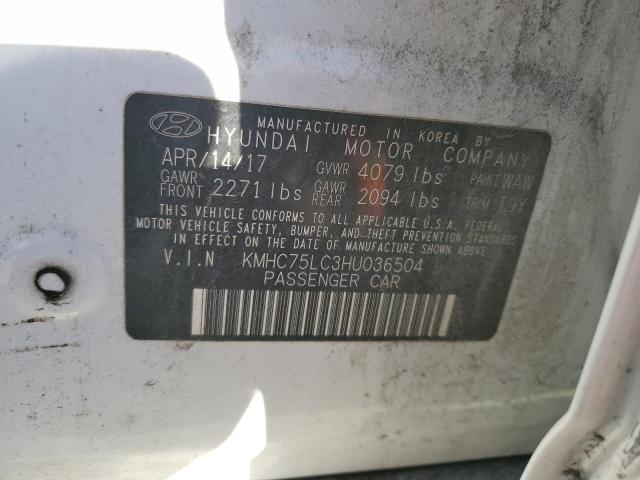 MANUFACTURED IN KOREA BY
HYUNDAI MOTOR COMPANY
APR/14/17 GVWR 4079 lbs PAINT WAW
GAWR FRONT 2271 lbs GAWR REAR 2094 lbs TRIM T9Y
THIS VEHICLE CONFORMS TO ALL APPLICABLE U.S.A. FEDERAL
MOTOR VEHICLE SAFETY, BUMPER, AND THEFT PREVENTION STANDARDS
IN EFFECT ON THE DATE OF MANUFACTURE SHOWN ABOVE.
V.I.N KMHC75LC3HU036504
PASSENGER CAR